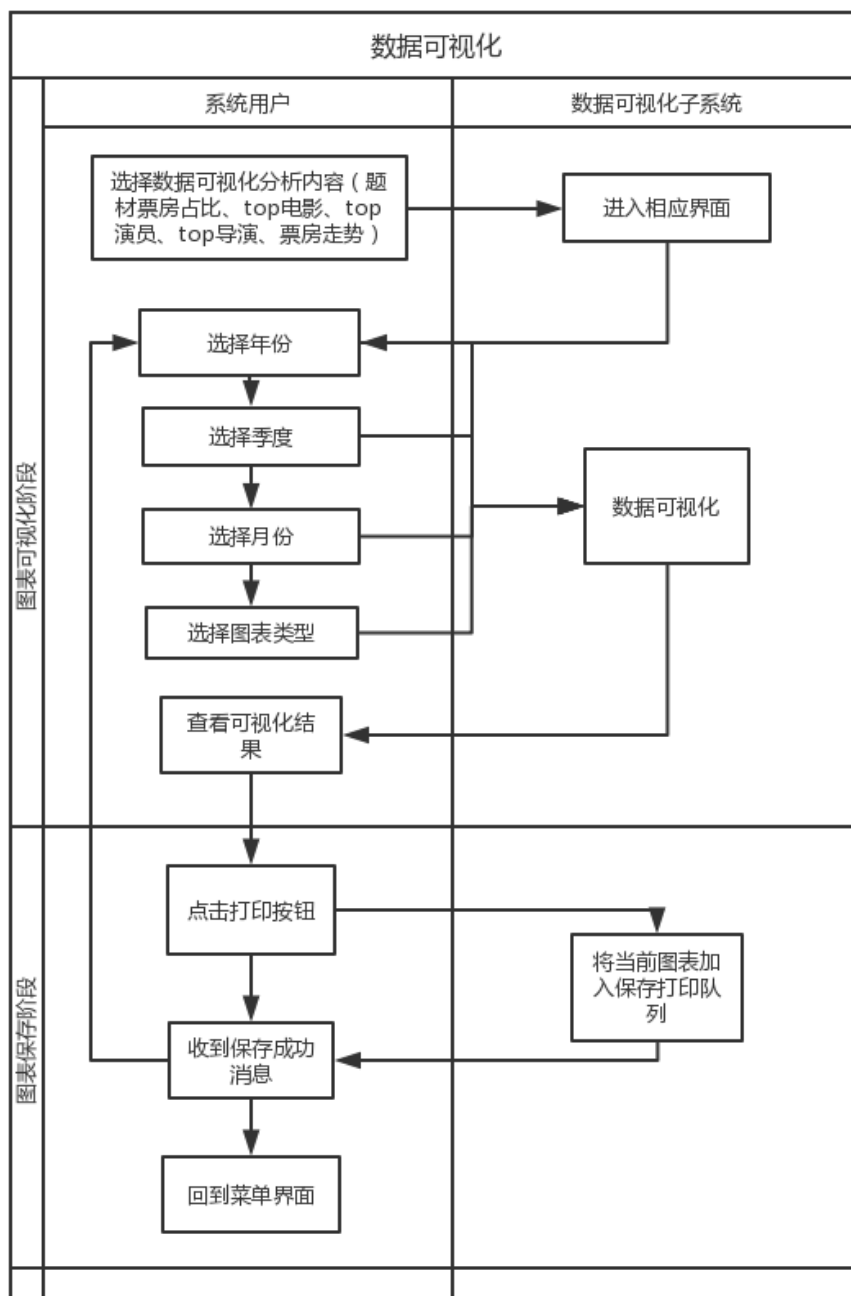 数据可视化
系统用户
数据可视化子系统
图表可视化阶段
选择数据可视化分析内容（题
材票房占比、top电影、top
演员、top导演、票房走势）
进入相应界面
选择年份
选择季度
选择月份
选择图表类型
数据可视化
查看可视化结
果
图表保存阶段
点击打印按钮
将当前图表加
入保存打印队
列
收到保存成功
消息
回到菜单界面